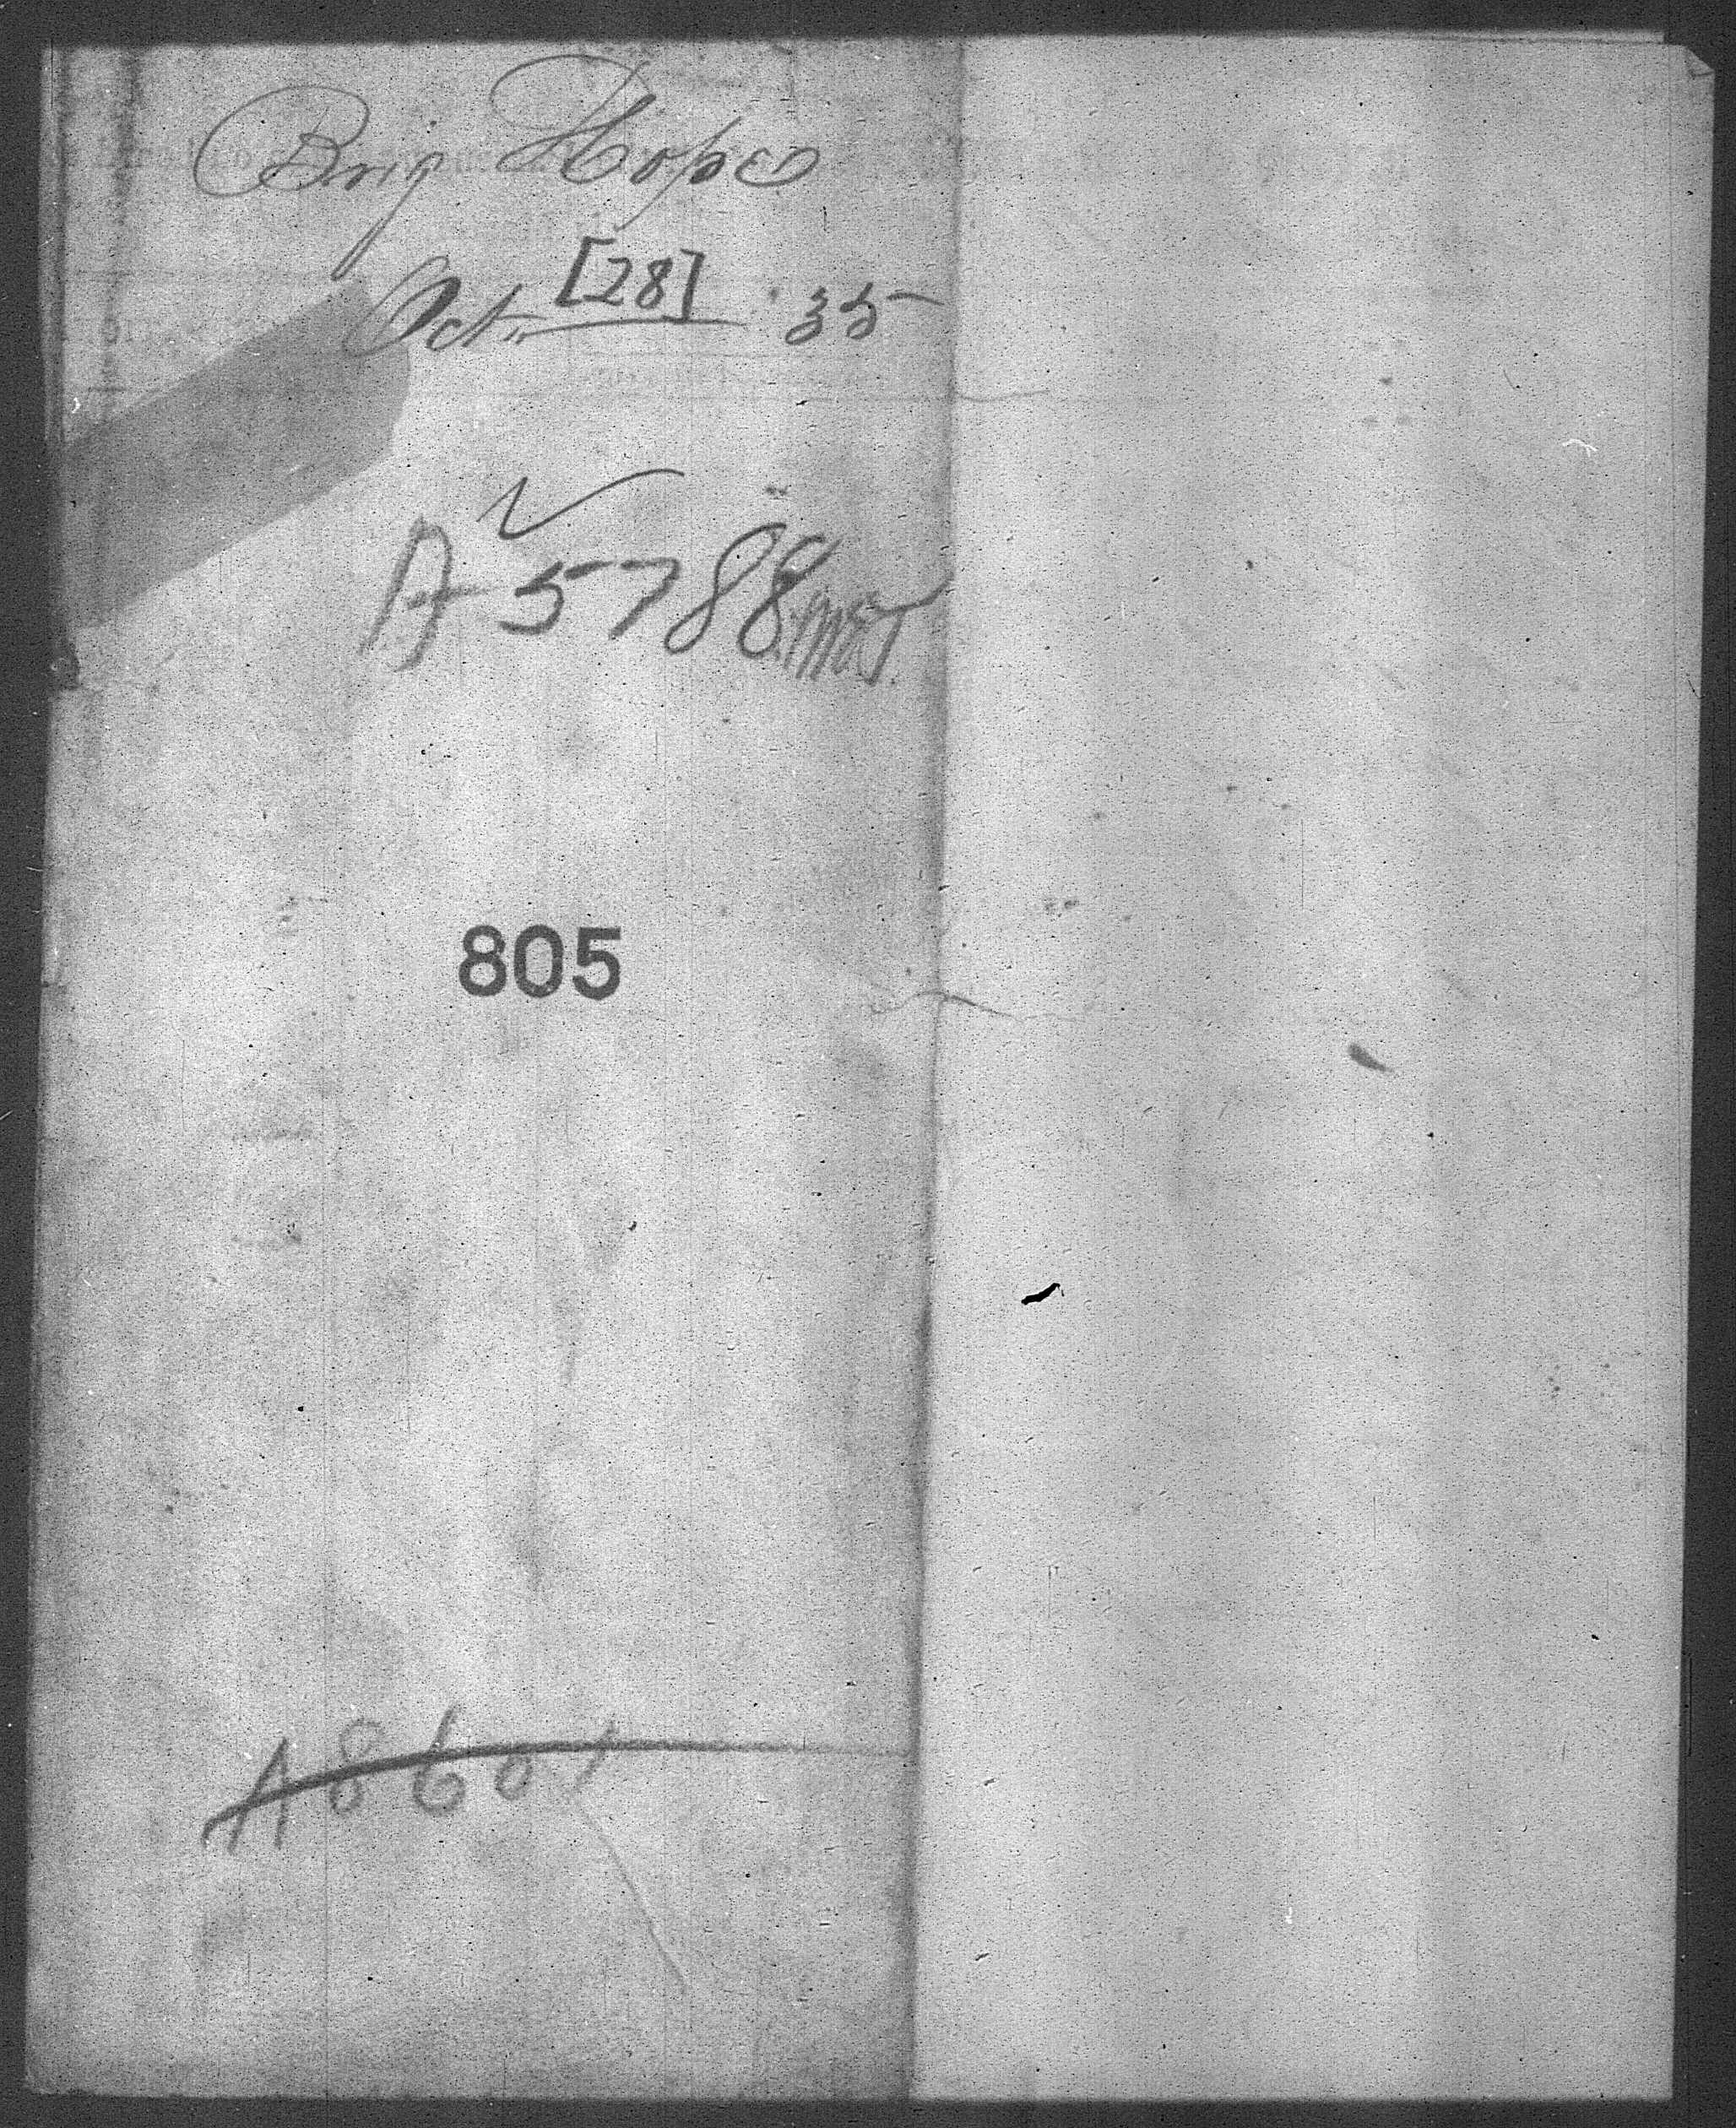 Brig Hope
Oct. [28] 35
A 5788
805
A 8601